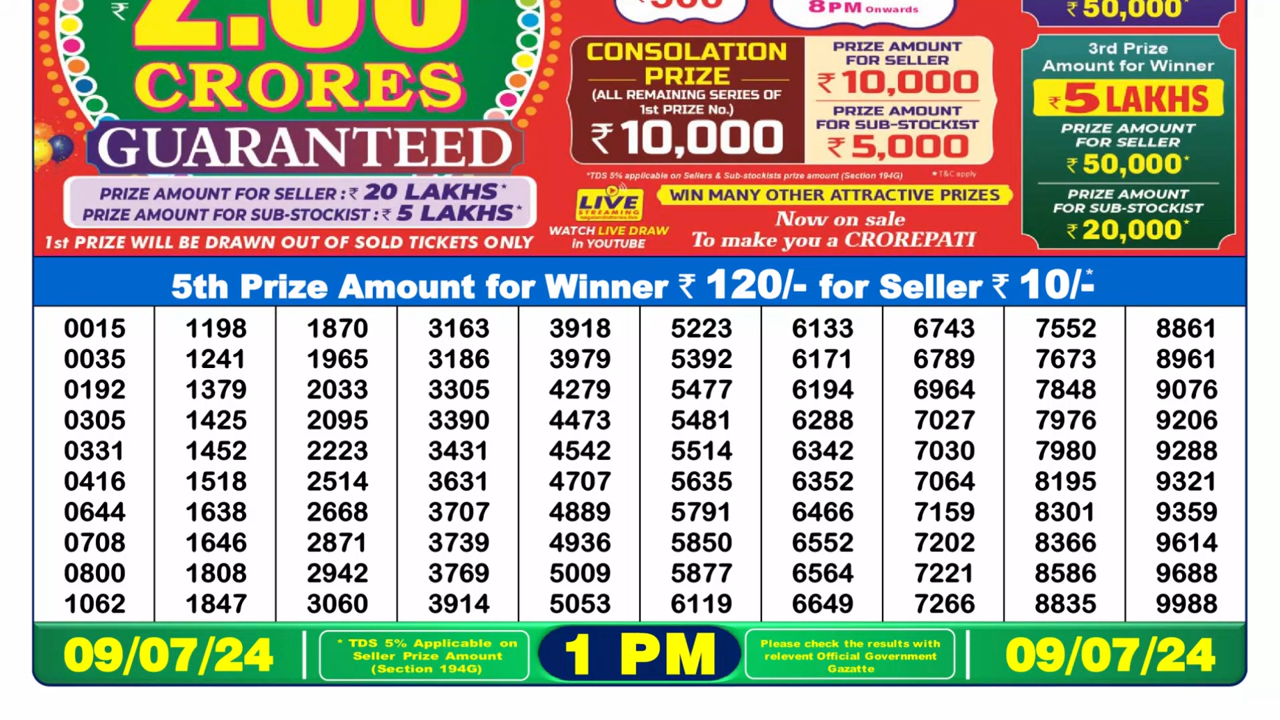 2.00
CRORES
GUARANTEED
PRIZE AMOUNT FOR SELLER : ₹ 20 LAKHS*
PRIZE AMOUNT FOR SUB-STOCKIST : ₹ 5 LAKHS*
1st PRIZE WILL BE DRAWN OUT OF SOLD TICKETS ONLY
₹500
8PM Onwards
CONSOLATION
PRIZE
(ALL REMAINING SERIES OF
1st PRIZE No.)
₹ 10,000
PRIZE AMOUNT
FOR SELLER
₹ 10,000
PRIZE AMOUNT
FOR SUB-STOCKIST
₹ 5,000
*TDS 5% applicable on Sellers & Sub-stockists prize amount (Section 194G)
*T&C apply
LIVE
STREAMING
WATCH LIVE DRAW
in YOUTUBE
WIN MANY OTHER ATTRACTIVE PRIZES
Now on sale
To make you a CROREPATI
₹ 50,000*
3rd Prize
Amount for Winner
₹ 5 LAKHS
PRIZE AMOUNT
FOR SELLER
₹ 50,000*
PRIZE AMOUNT
FOR SUB-STOCKIST
₹ 20,000*
5th Prize Amount for Winner ₹ 120/- for Seller ₹ 10/-*
0015 1198 1870 3163 3918 5223 6133 6743 7552 8861
0035 1241 1965 3186 3979 5392 6171 6789 7673 8961
0192 1379 2033 3305 4279 5477 6194 6964 7848 9076
0305 1425 2095 3390 4473 5481 6288 7027 7976 9206
0331 1452 2223 3431 4542 5514 6342 7030 7980 9288
0416 1518 2514 3631 4707 5635 6352 7064 8195 9321
0644 1638 2668 3707 4889 5791 6466 7159 8301 9359
0708 1646 2871 3739 4936 5850 6552 7202 8366 9614
0800 1808 2942 3769 5009 5877 6564 7221 8586 9688
1062 1847 3060 3914 5053 6119 6649 7266 8835 9988
09/07/24
* TDS 5% Applicable on
Seller Prize Amount
(Section 194G)
1 PM
Please check the results with
relevent Official Government
Gazatte
09/07/24